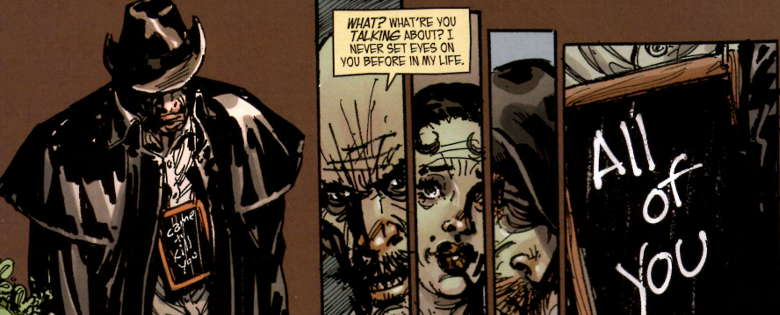 came
to
kill
you
WHAT? WHAT'RE YOU
TALKING ABOUT? I
NEVER SET EYES ON
YOU BEFORE IN MY LIFE.
All
of
You